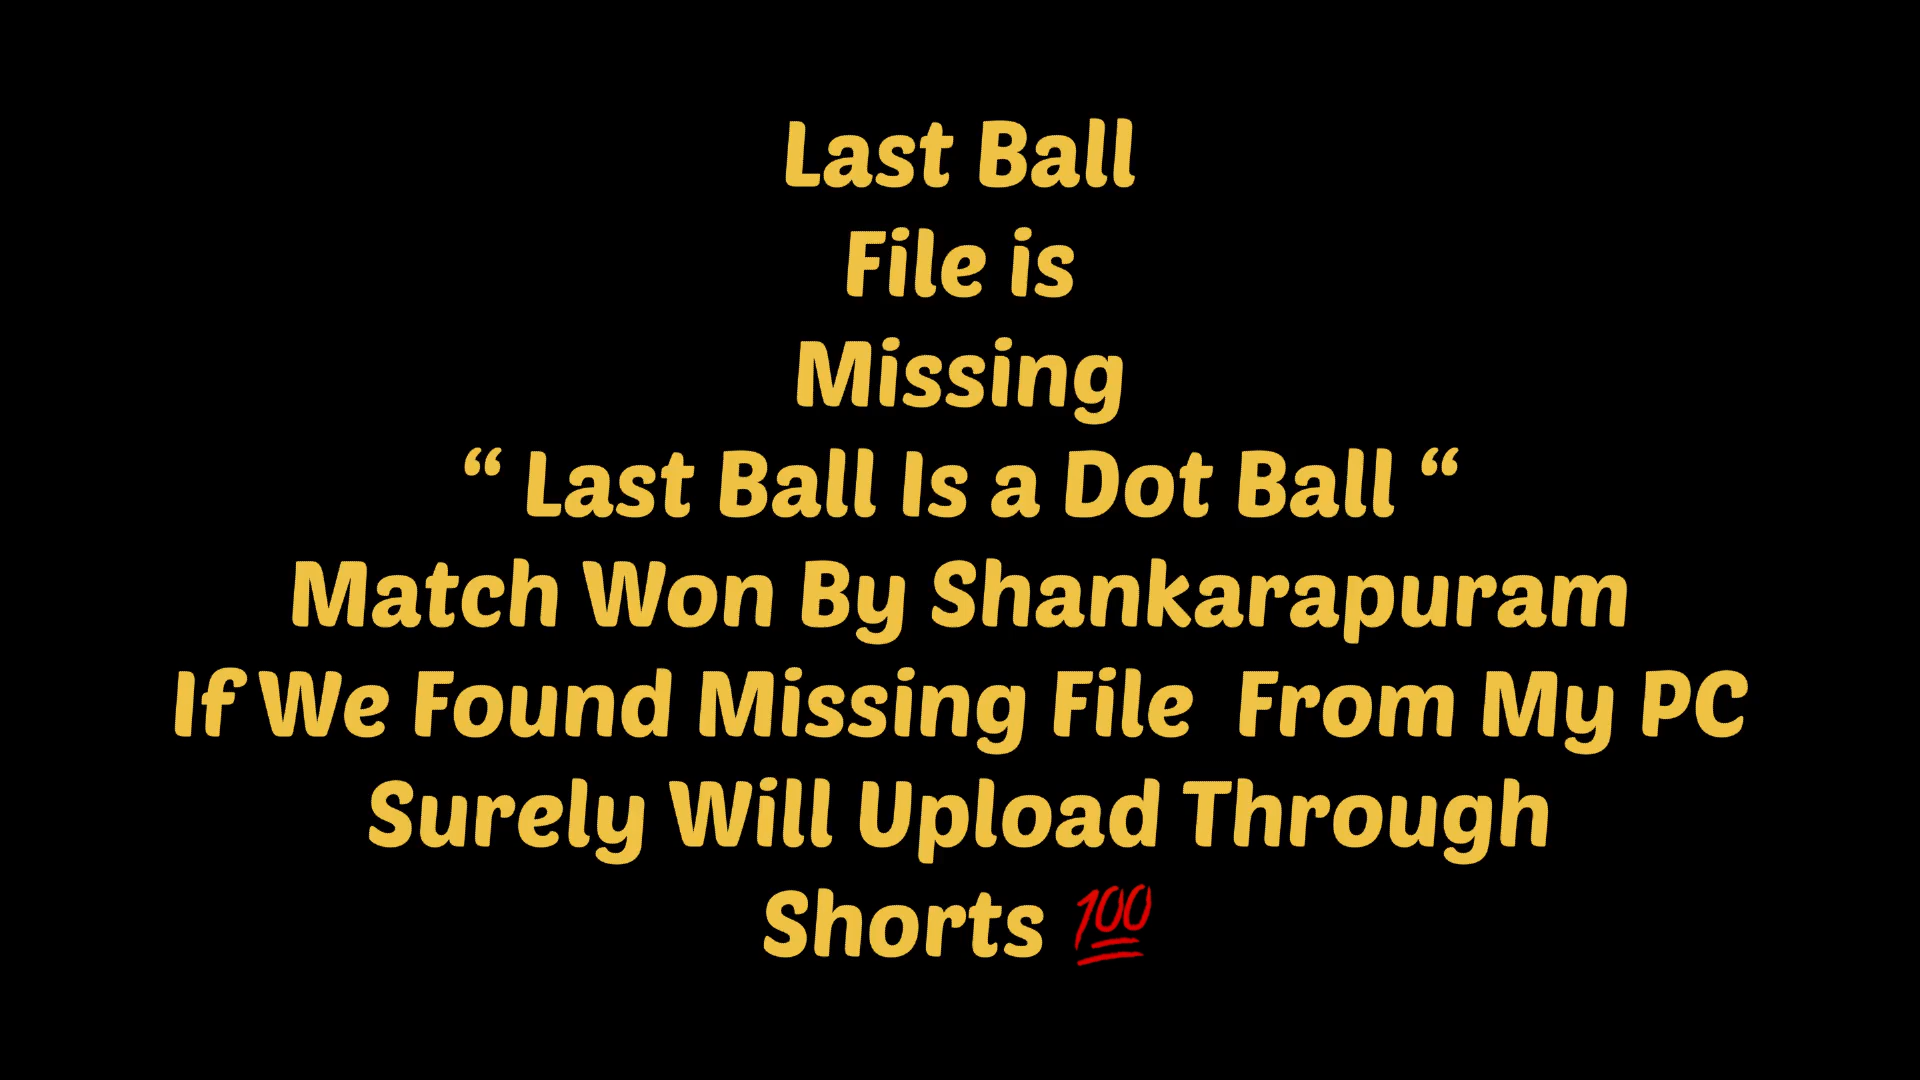 Last Ball
File is
Missing
“ Last Ball Is a Dot Ball “
Match Won By Shankarapuram
If We Found Missing File  From My PC
Surely Will Upload Through
Shorts 💯